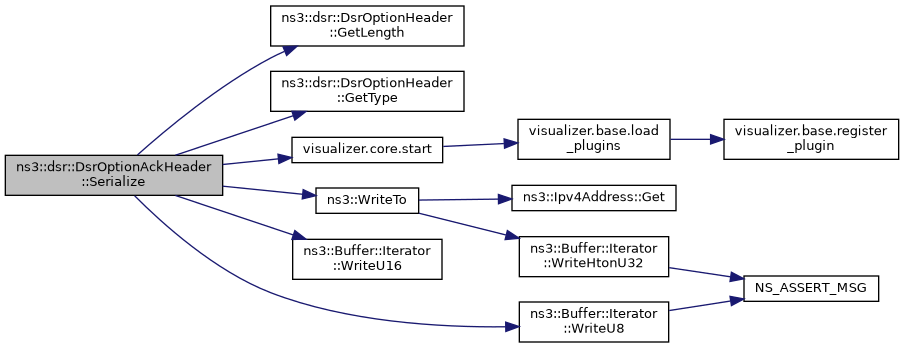 ns3::dsr::DsrOptionHeader
::GetLength
ns3::dsr::DsrOptionHeader
::GetType
visualizer.base.load
_plugins
visualizer.base.register
_plugin
visualizer.core.start
ns3::dsr::DsrOptionAckHeader
::Serialize
ns3::WriteTo
ns3::Ipv4Address::Get
ns3::Buffer::Iterator
::WriteU16
ns3::Buffer::Iterator
::WriteHtonU32
NS_ASSERT_MSG
ns3::Buffer::Iterator
::WriteU8